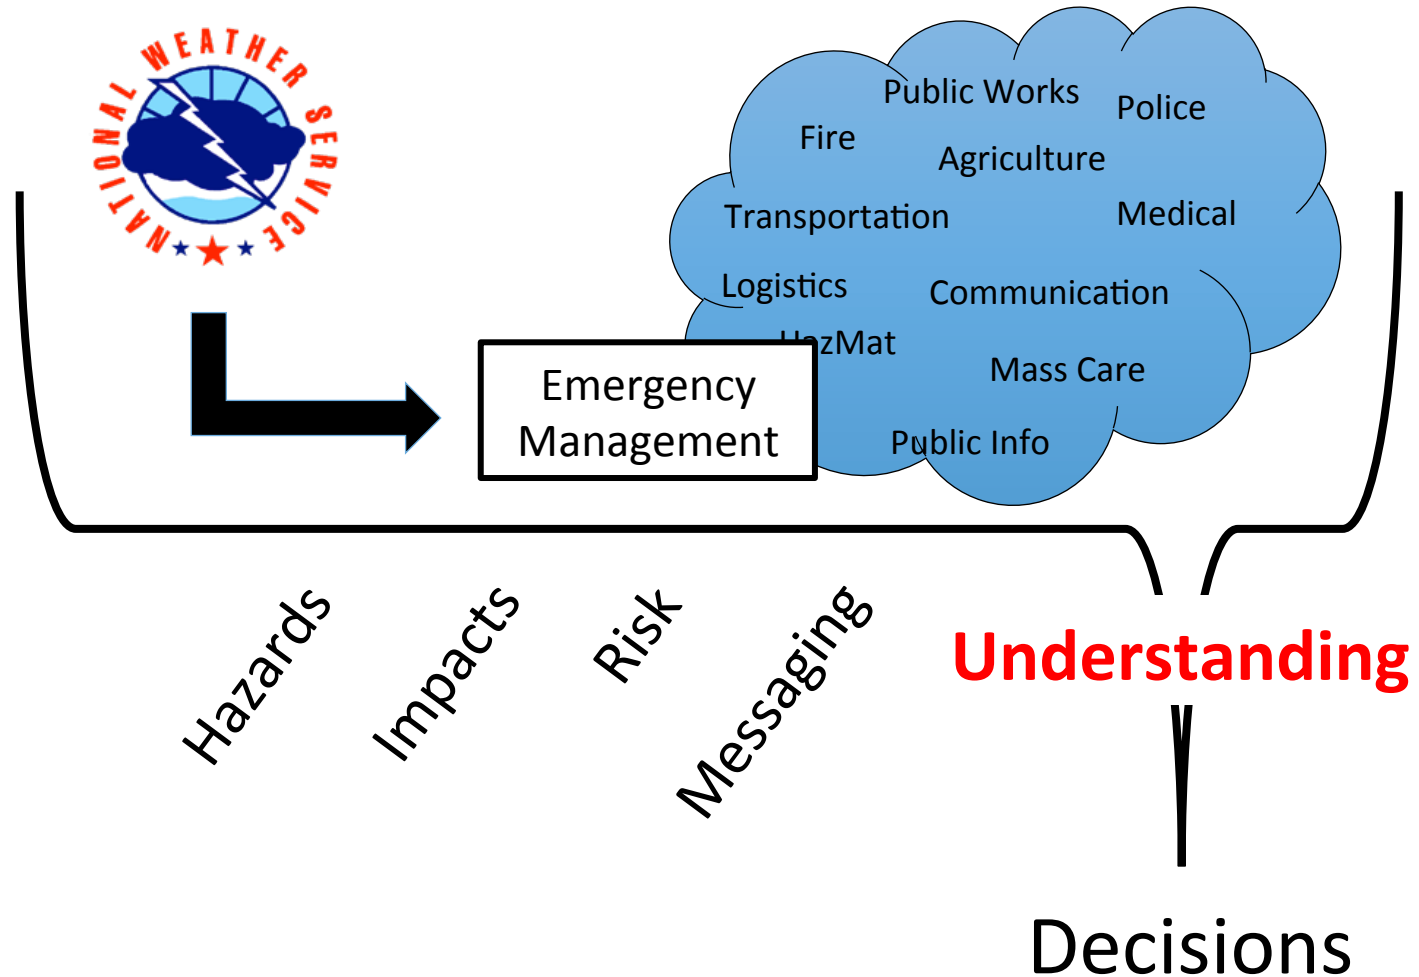 NATIONAL WEATHER SERVICE
Public Works
Police
Fire
Agriculture
Transportation
Medical
Logistics
Communication
HazMat
Mass Care
Emergency
Management
Public Info
Hazards
Impacts
Risk
Messaging
Understanding
Decisions